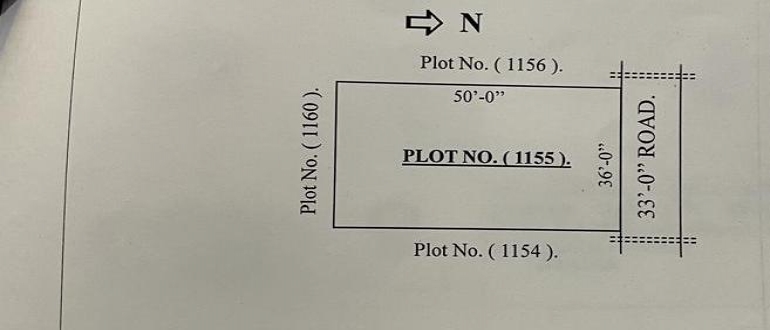 N
Plot No. ( 1156 ).
50’-0”
Plot No. ( 1160 ).
PLOT NO. ( 1155 ).
36’-0”
33’-0” ROAD.
Plot No. ( 1154 ).